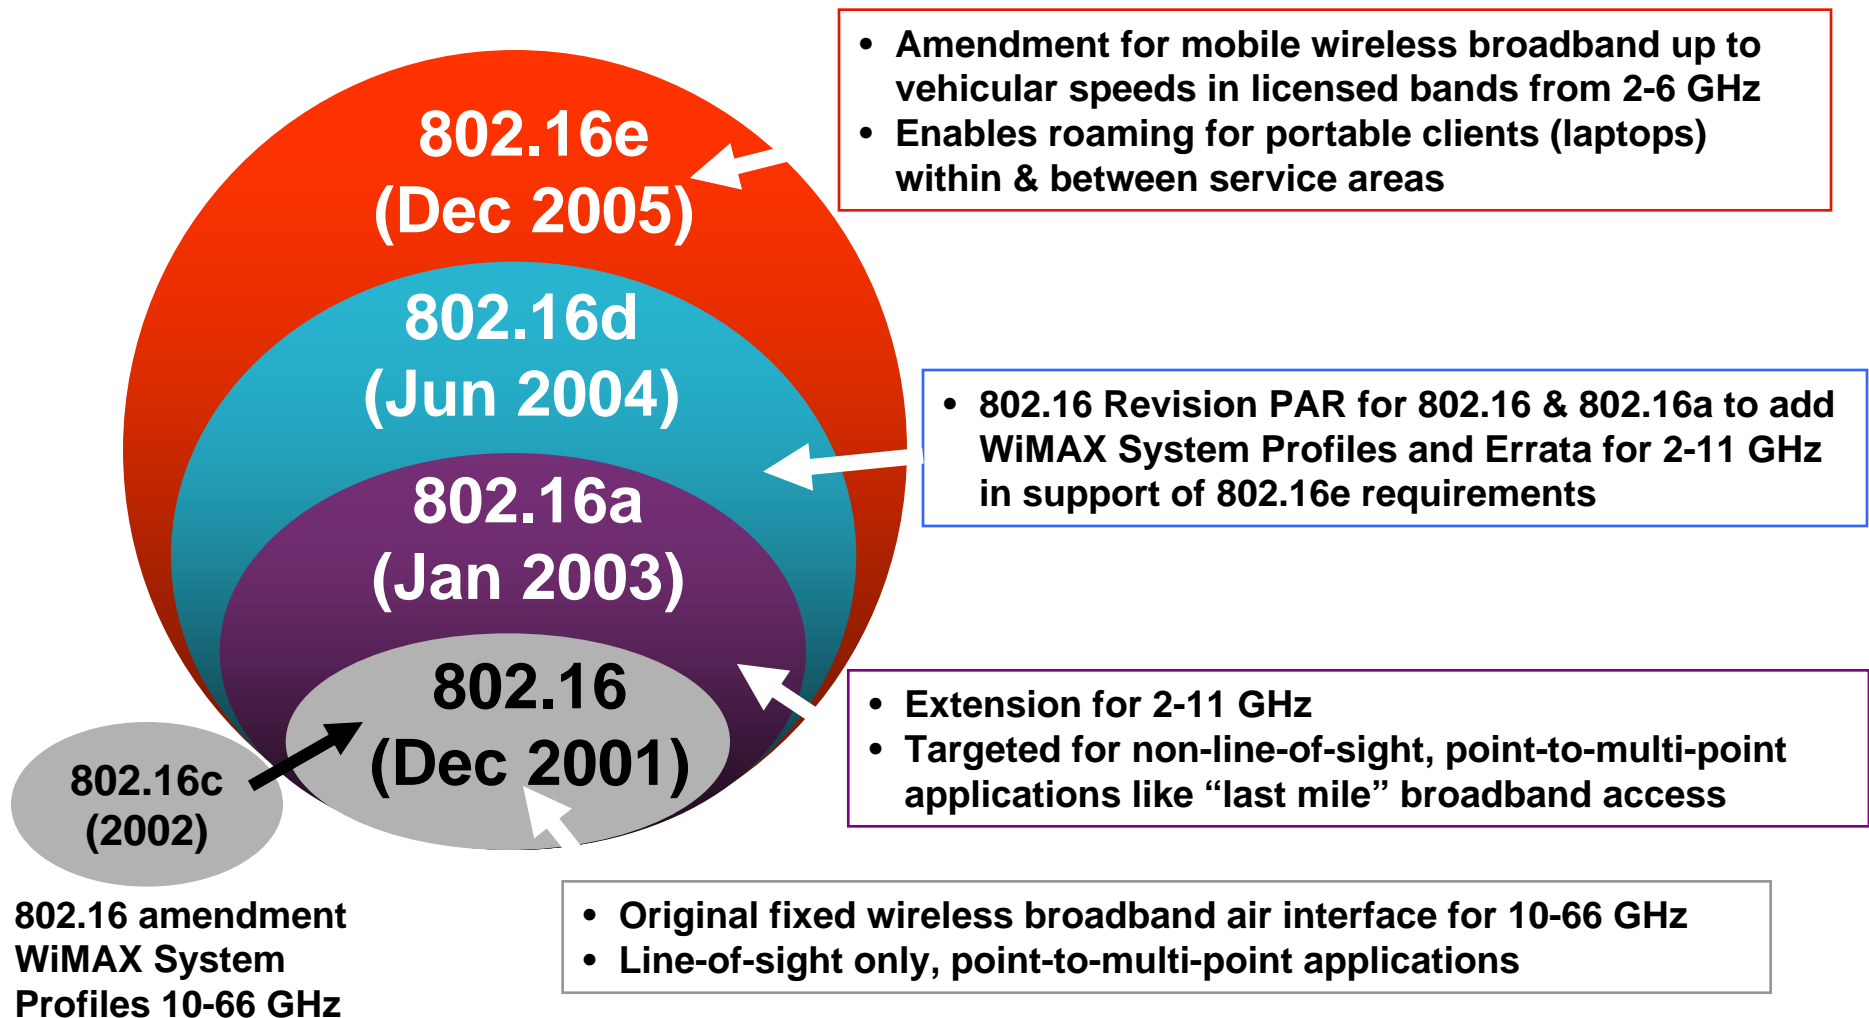 802.16e
(Dec 2005)
• Amendment for mobile wireless broadband up to
vehicular speeds in licensed bands from 2-6 GHz
• Enables roaming for portable clients (laptops)
within & between service areas
802.16d
(Jun 2004)
• 802.16 Revision PAR for 802.16 & 802.16a to add
WiMAX System Profiles and Errata for 2-11 GHz
in support of 802.16e requirements
802.16a
(Jan 2003)
• Extension for 2-11 GHz
• Targeted for non-line-of-sight, point-to-multi-point
applications like “last mile” broadband access
802.16
(Dec 2001)
• Original fixed wireless broadband air interface for 10-66 GHz
• Line-of-sight only, point-to-multi-point applications
802.16c
(2002)
802.16 amendment
WiMAX System
Profiles 10-66 GHz